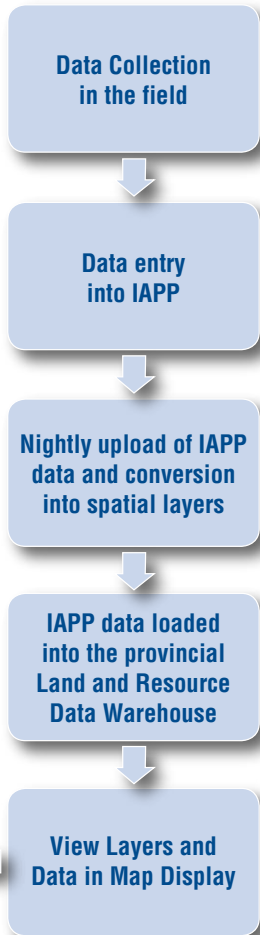 Data Collection
in the field
Data entry
into IAPP
Nightly upload of IAPP
data and conversion
into spatial layers
IAPP data loaded
into the provincial
Land and Resource
Data Warehouse
View Layers and
Data in Map Display